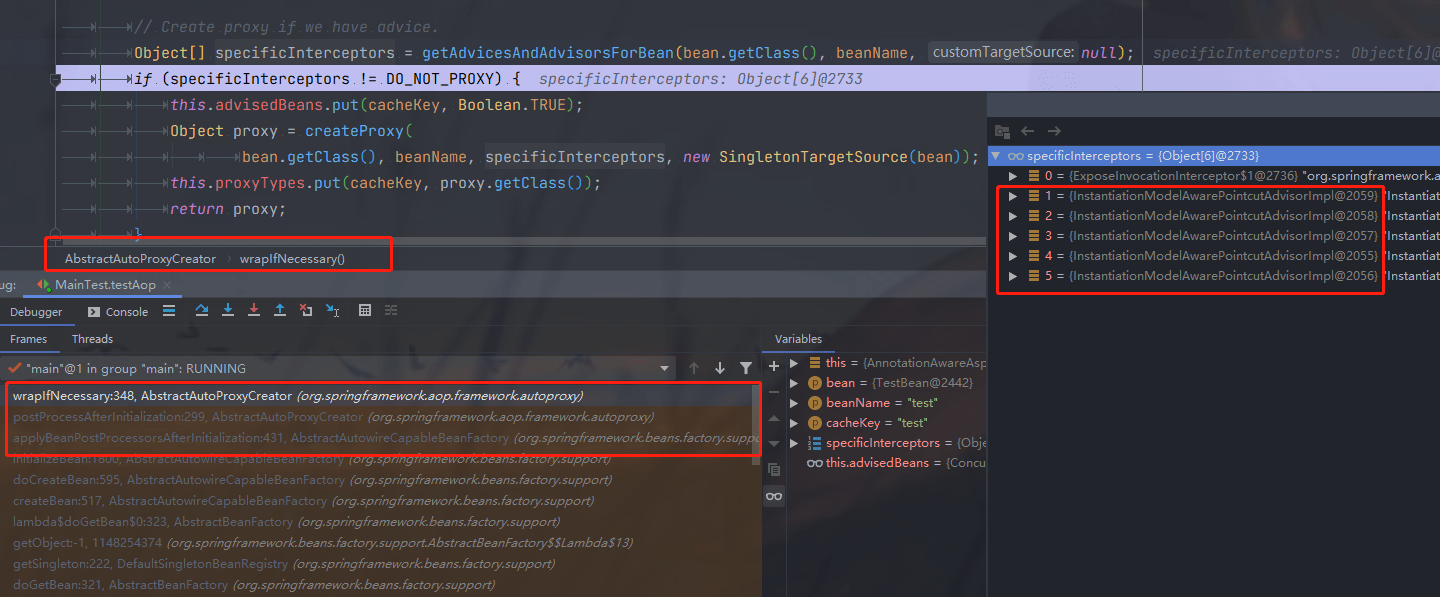 // Create proxy if we have advice.
Object[] specificInterceptors = getAdvicesAndAdvisorsForBean(bean.getClass(), beanName, customTargetSource: null); specificInterceptors: Object[6]@
if (specificInterceptors != DO_NOT_PROXY) { specificInterceptors: Object[6]@2733
this.advisedBeans.put(cacheKey, Boolean.TRUE);
Object proxy = createProxy(
bean.getClass(), beanName, specificInterceptors, new SingletonTargetSource(bean));
this.proxyTypes.put(cacheKey, proxy.getClass());
return proxy;
}
AbstractAutoProxyCreator › wrapIfNecessary()
specificInterceptors = {Object[6]@2733}
0 = {ExposeInvocationInterceptor$1@2736} "org.springframework.a
1 = {InstantiationModelAwarePointcutAdvisorImpl@2059} "Instanti
2 = {InstantiationModelAwarePointcutAdvisorImpl@2058} "Instanti
3 = {InstantiationModelAwarePointcutAdvisorImpl@2057} "Instanti
4 = {InstantiationModelAwarePointcutAdvisorImpl@2055} "Instanti
5 = {InstantiationModelAwarePointcutAdvisorImpl@2056} "Instanti
ug: MainTest.testAop ×
Debugger Console
Frames Threads
"main"@1 in group "main": RUNNING
wrapIfNecessary:348, AbstractAutoProxyCreator (org.springframework.aop.framework.autoproxy)
postProcessAfterInitialization:299, AbstractAutoProxyCreator (org.springframework.aop.framework.autoproxy)
applyBeanPostProcessorsAfterInitialization:431, AbstractAutowireCapableBeanFactory (org.springframework.beans.factory.suppo
initializeBean:1800, AbstractAutowireCapableBeanFactory (org.springframework.beans.factory.support)
doCreateBean:595, AbstractAutowireCapableBeanFactory (org.springframework.beans.factory.support)
createBean:517, AbstractAutowireCapableBeanFactory (org.springframework.beans.factory.support)
lambda$doGetBean$0:323, AbstractBeanFactory (org.springframework.beans.factory.support)
getObject:-1, 1148254374 (org.springframework.beans.factory.support.AbstractBeanFactory$$Lambda$13)
getSingleton:222, DefaultSingletonBeanRegistry (org.springframework.beans.factory.support)
doGetBean:321, AbstractBeanFactory (org.springframework.beans.factory.support)
Variables
this = {AnnotationAwareAsp
bean = {TestBean@2442}
beanName = "test"
cacheKey = "test"
specificInterceptors = {Obje
this.advisedBeans = {Concu